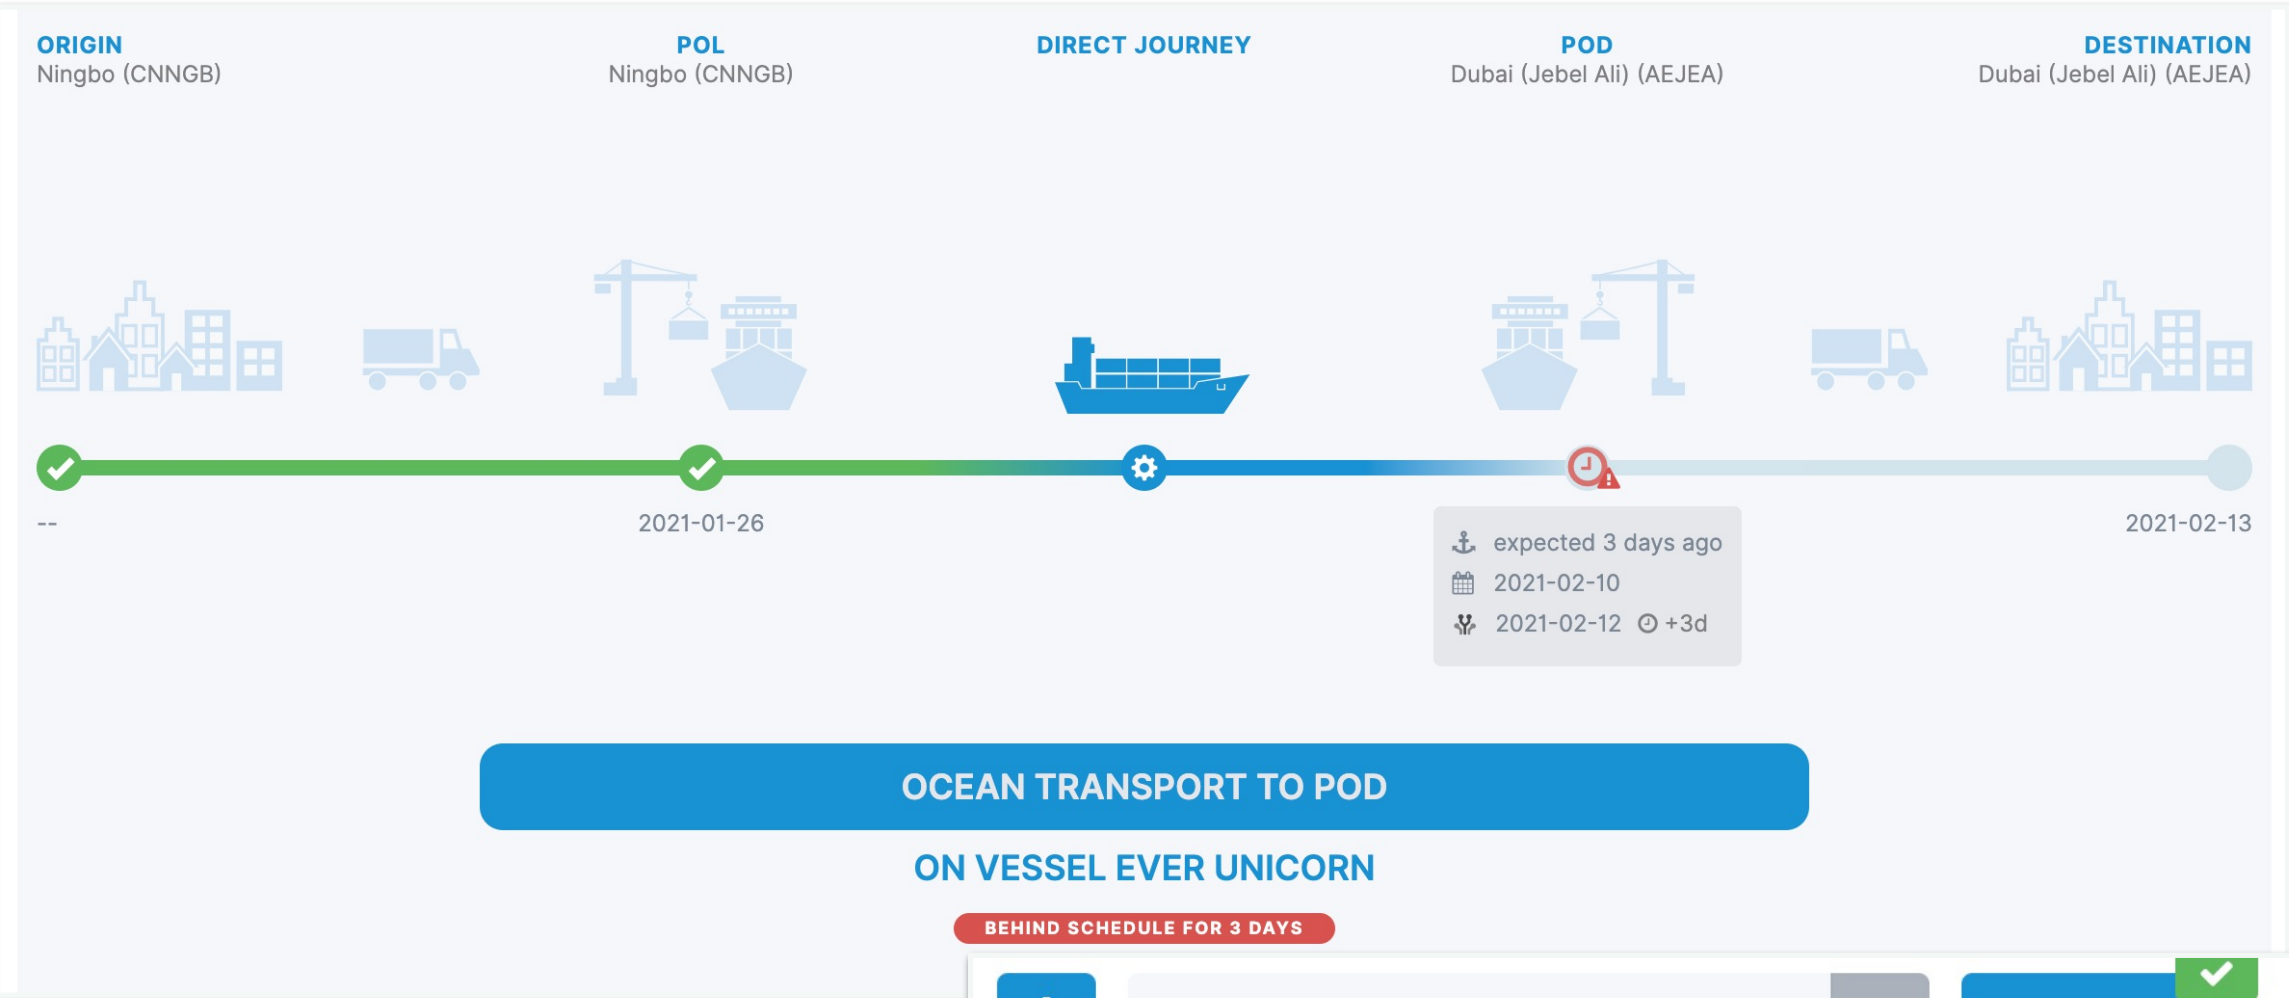 ORIGIN
Ningbo (CNNGB)
POL
Ningbo (CNNGB)
DIRECT JOURNEY
POD
Dubai (Jebel Ali) (AEJEA)
DESTINATION
Dubai (Jebel Ali) (AEJEA)
--
2021-01-26
expected 3 days ago
2021-02-10
2021-02-12 +3d
2021-02-13
OCEAN TRANSPORT TO POD
ON VESSEL EVER UNICORN
BEHIND SCHEDULE FOR 3 DAYS